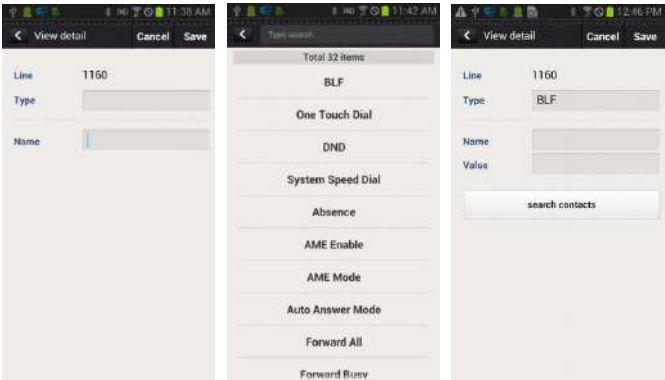 11:38 AM
View detail
Cancel
Save
Line 1160
Type
Name
11:42 AM
Type search
Total 32 items
BLF
One Touch Dial
DND
System Speed Dial
Absence
AME Enable
AME Mode
Auto Answer Mode
Forward All
Forward Busy
12:46 PM
View detail
Cancel
Save
Line 1160
Type BLF
Name
Value
search contacts